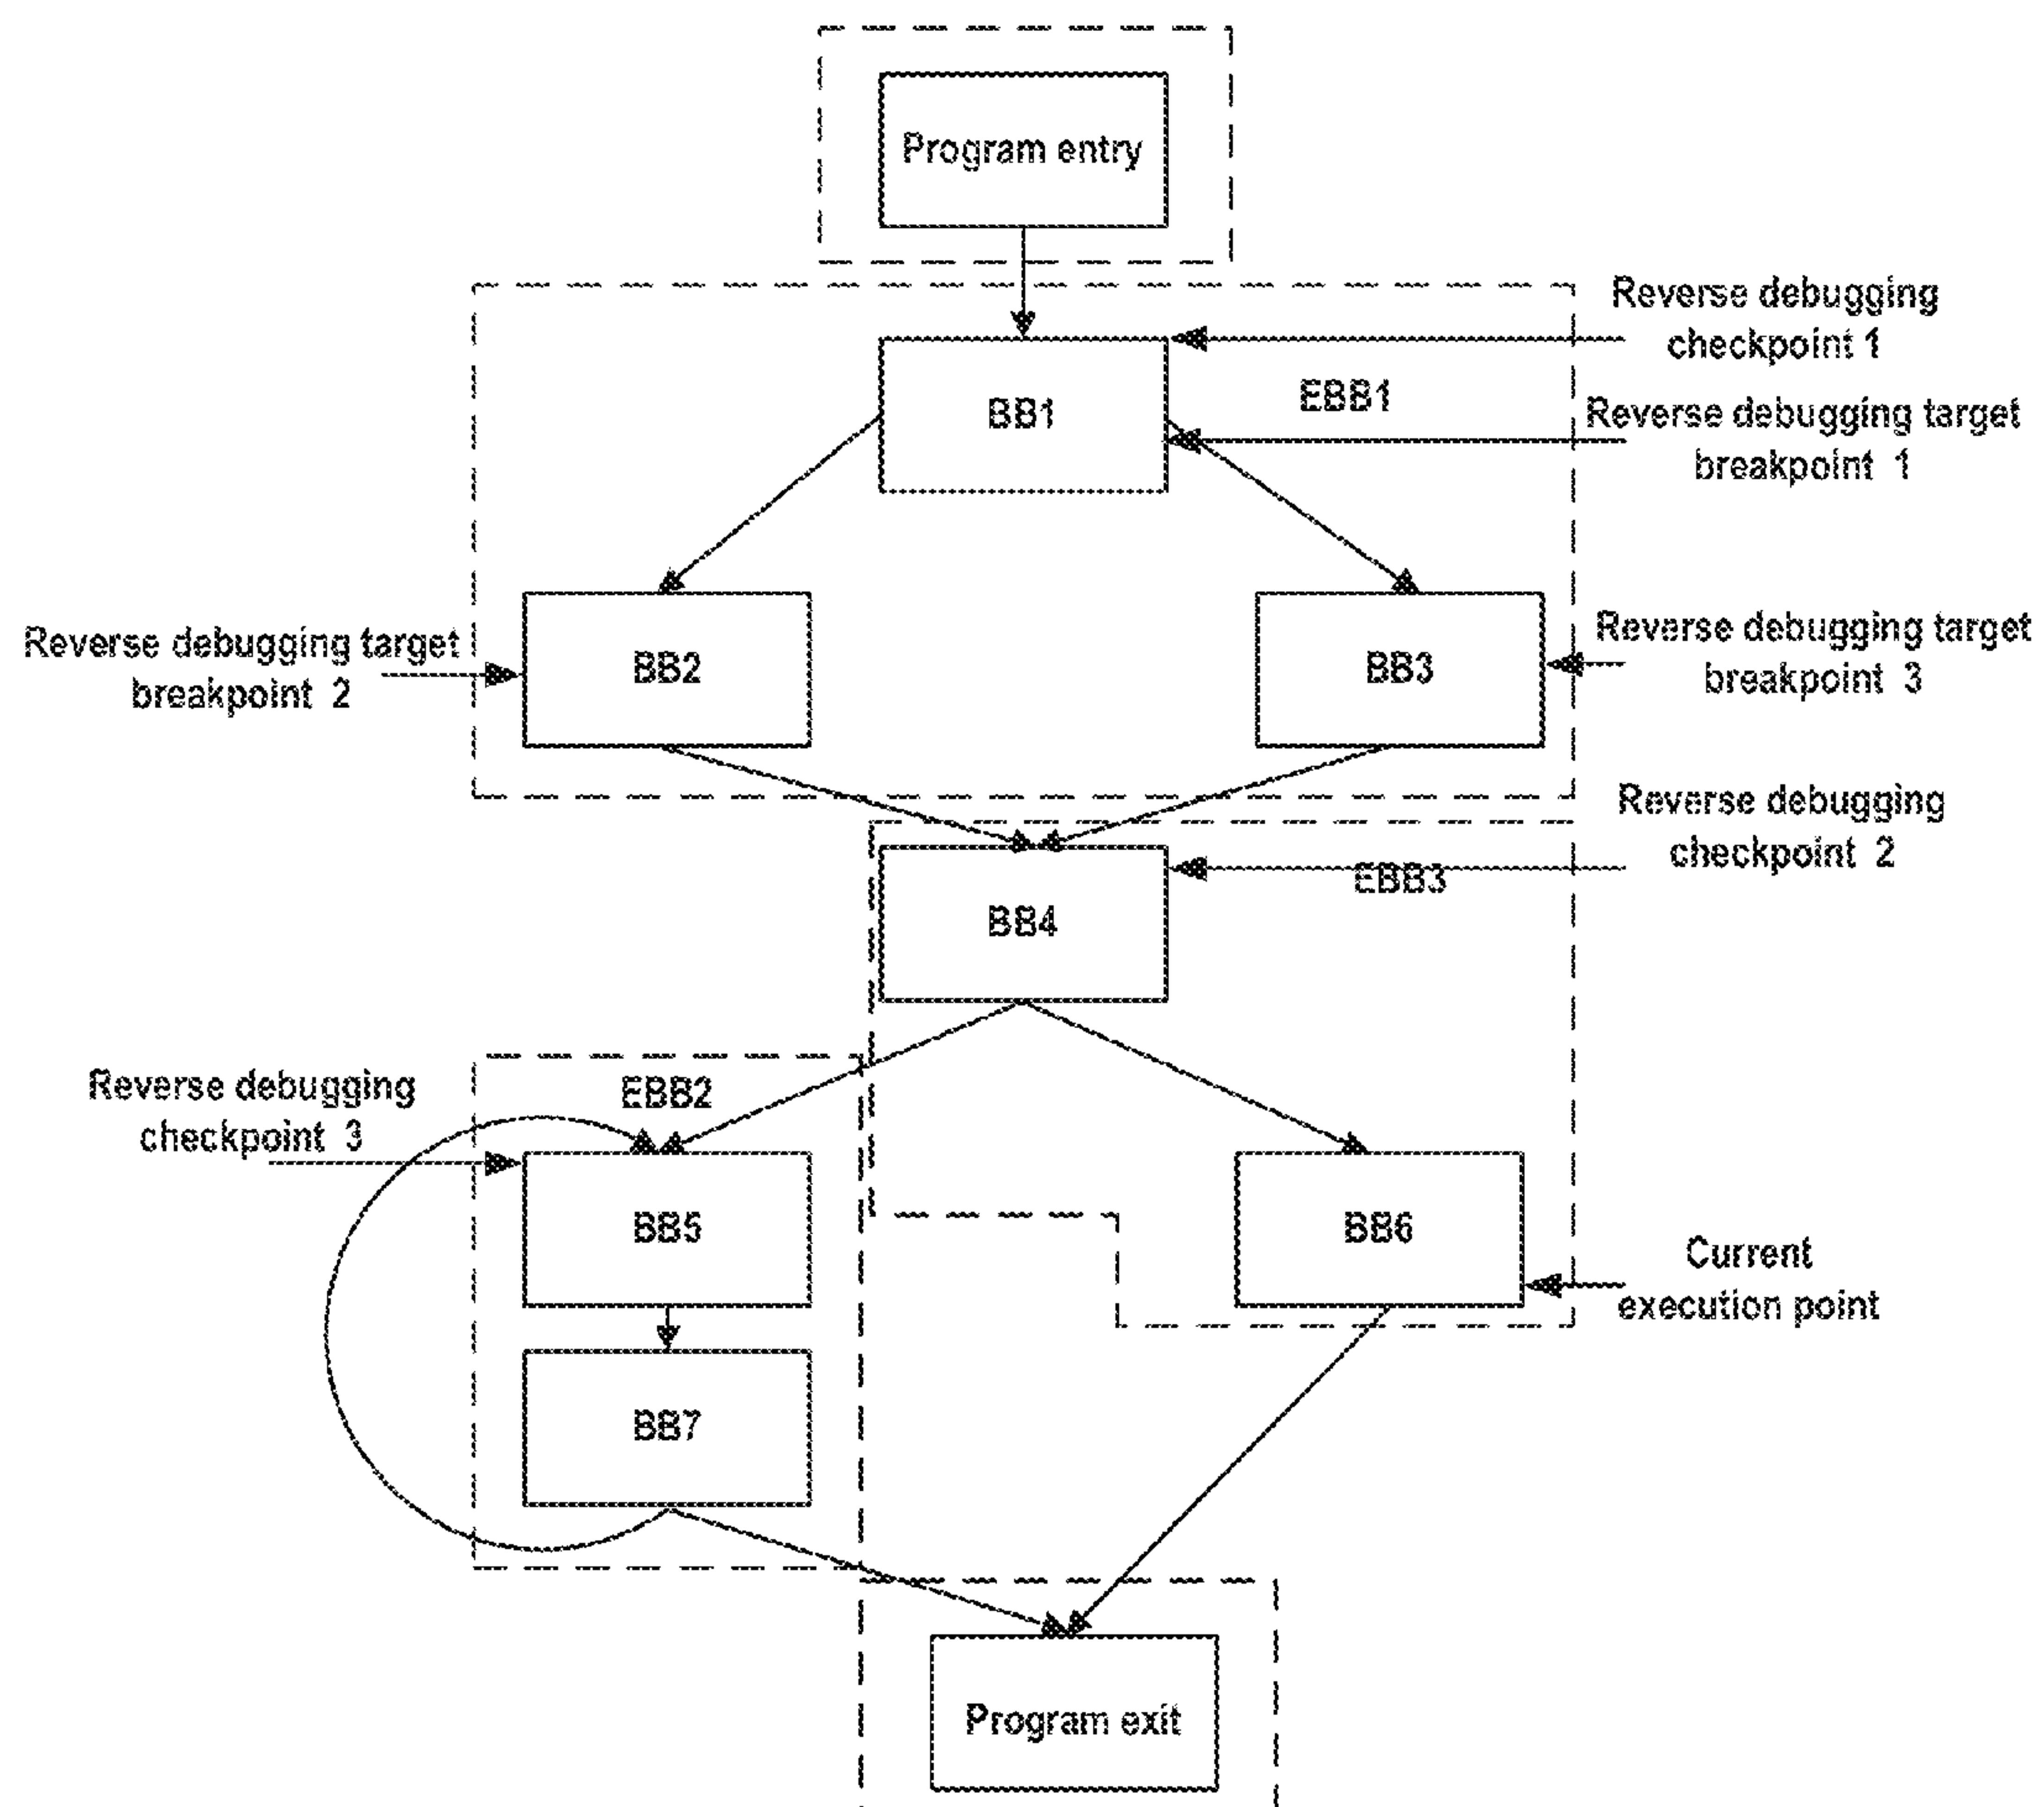 Program entry
Reverse debugging
checkpoint 1
BB1
EBB1
Reverse debugging target
breakpoint 1
Reverse debugging target
breakpoint 2
BB2
BB3
Reverse debugging target
breakpoint 3
Reverse debugging
checkpoint 2
EBB3
BB4
Reverse debugging
checkpoint 3
EBB2
BB5
BB6
Current
execution point
BB7
Program exit